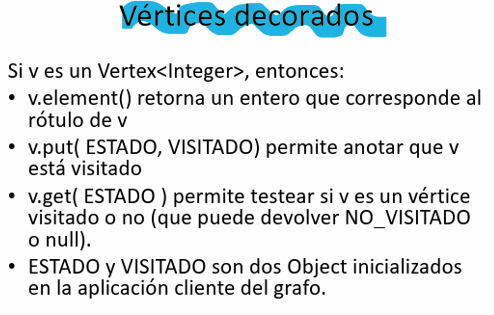 Vértices decorados
Si v es un Vertex<Integer>, entonces:
• v.element() retorna un entero que corresponde al
rótulo de v
• v.put( ESTADO, VISITADO) permite anotar que v
está visitado
• v.get( ESTADO ) permite testear si v es un vértice
visitado o no (que puede devolver NO_VISITADO
o null).
• ESTADO y VISITADO son dos Object inicializados
en la aplicación cliente del grafo.